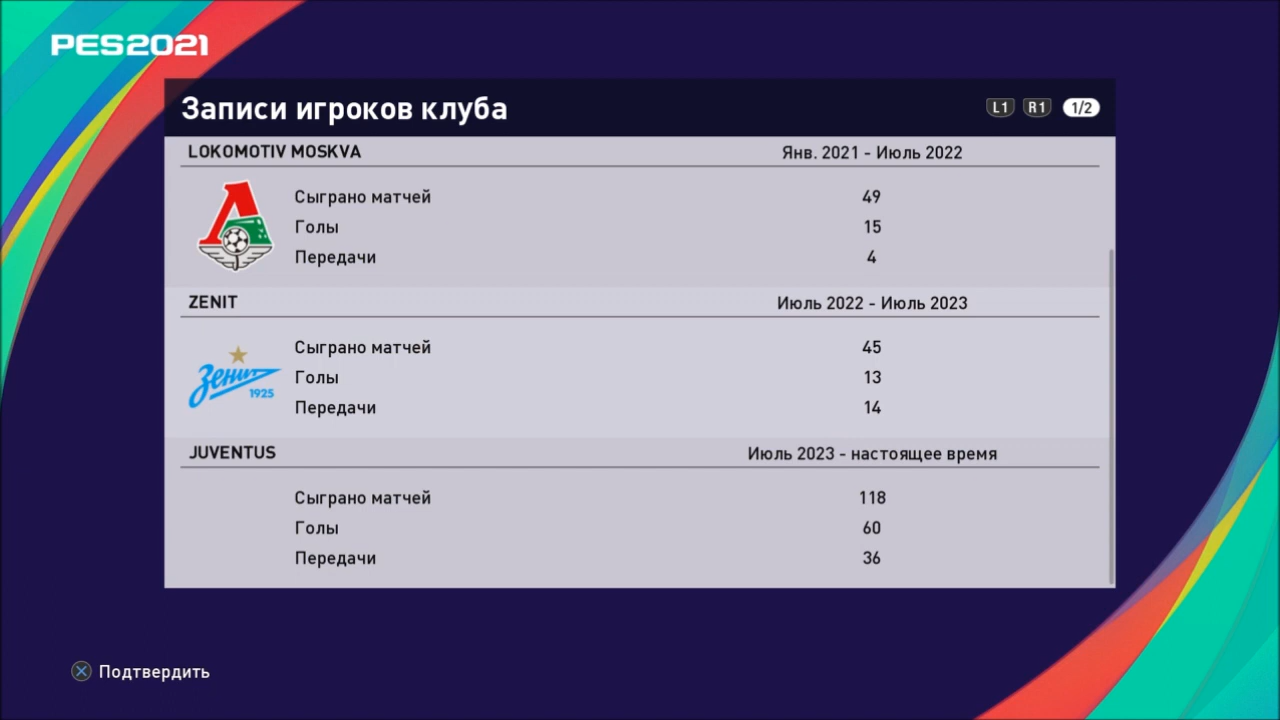 PES2021
Записи игроков клуба L1 R1 1/2
LOKOMOTIV MOSKVA Янв. 2021 - Июль 2022
Сыграно матчей 49
Голы 15
Передачи 4
ZENIT Июль 2022 - Июль 2023
Сыграно матчей 45
Зенит
1925
Голы 13
Передачи 14
JUVENTUS Июль 2023 - настоящее время
Сыграно матчей 118
Голы 60
Передачи 36
Подтвердить